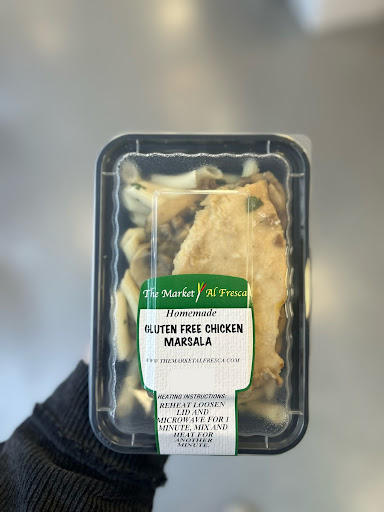 The Market Al Fresca
Homemade
GLUTEN FREE CHICKEN
MARSALA
WWW.THEMARKETALFRESCA.COM
HEATING INSTRUCTIONS:
REHEAT LOOSEN
LID AND
MICROWAVE FOR 1
MINUTE, MIX AND
HEAT FOR
ANOTHER
MINUTE.